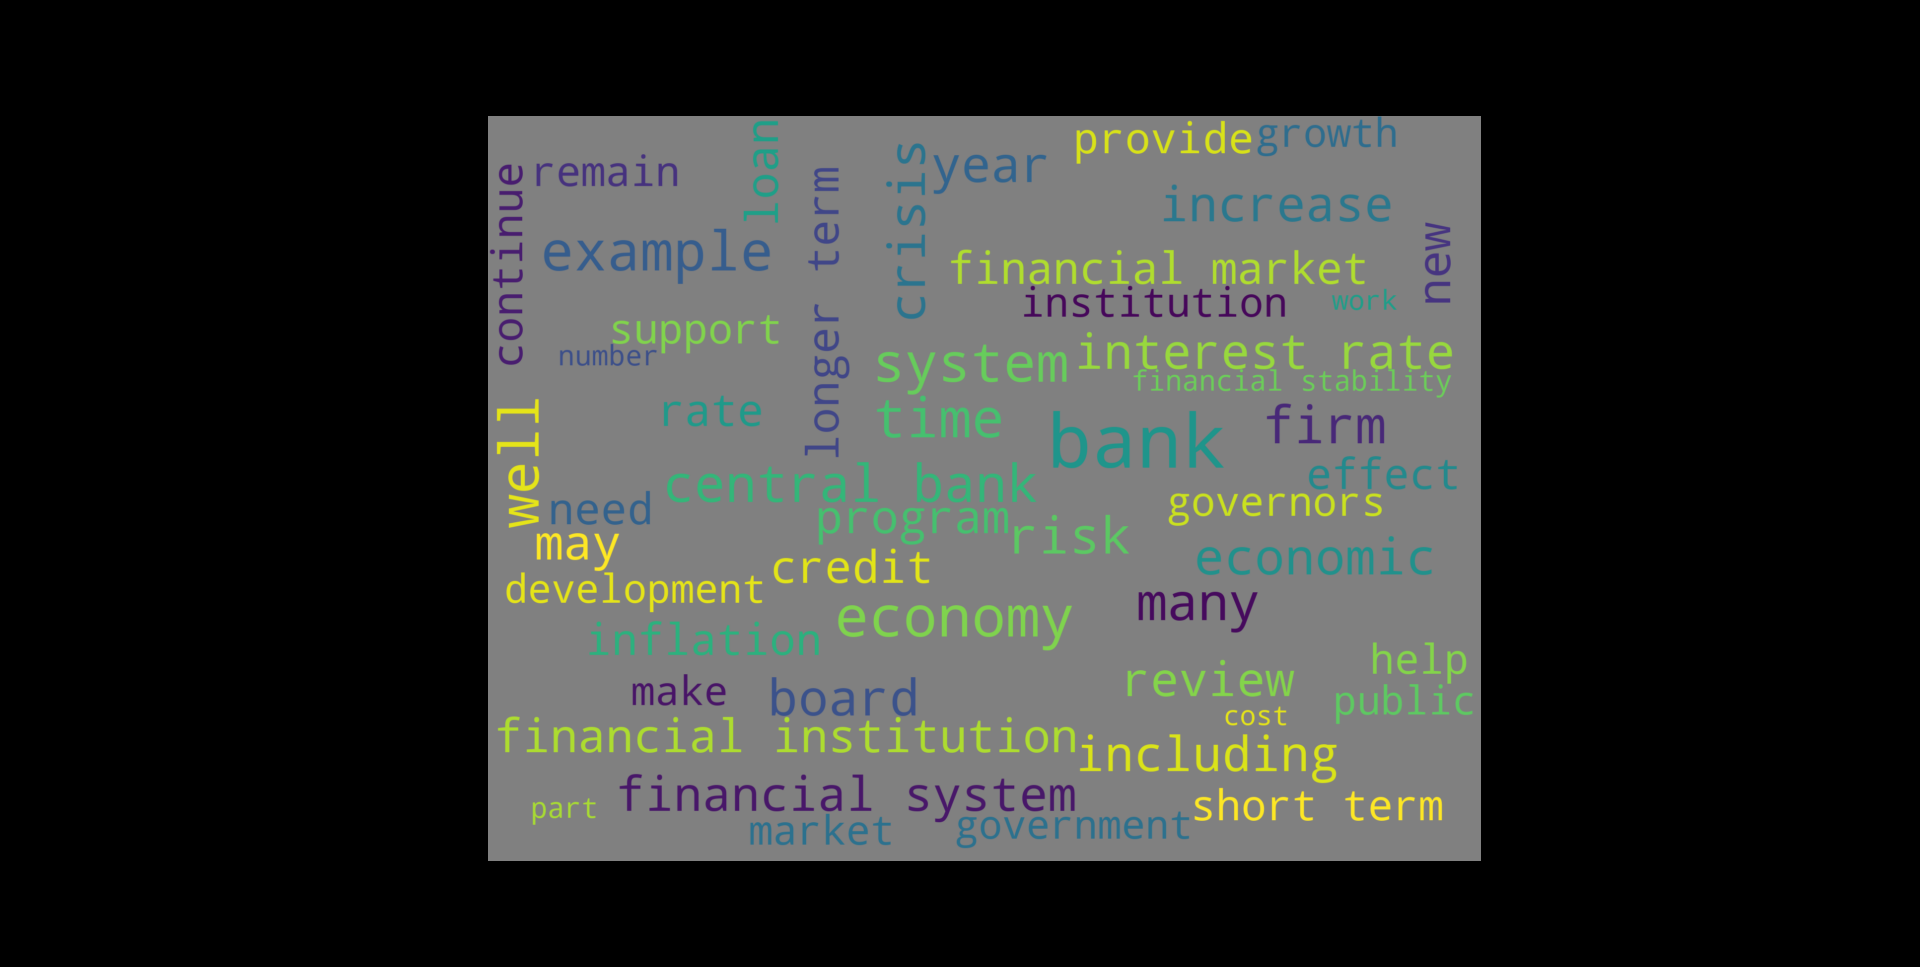 provide
growth
loan
crisis
year
remain
continue
longer term
increase
example
new
financial market
institution
work
support
number
system
interest rate
financial stability
rate
time
well
bank
firm
effect
central bank
need
governors
program
risk
may
economic
credit
development
many
economy
inflation
help
review
make
board
public
cost
financial institution
including
financial system
part
short term
market
government